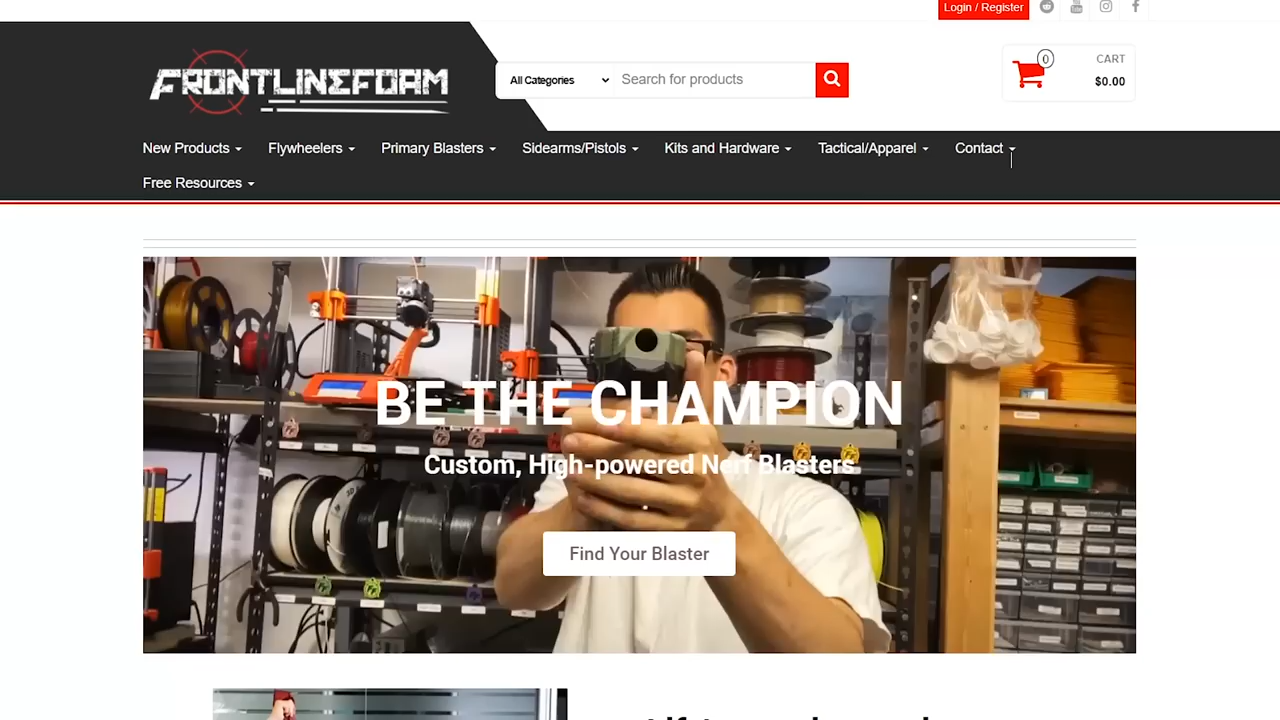 Login / Register
FRONTLINEFOAM
All Categories
Search for products
0
CART
$0.00
New Products
Flywheelers
Primary Blasters
Sidearms/Pistols
Kits and Hardware
Tactical/Apparel
Contact
Free Resources
BE THE CHAMPION
Custom, High-powered Nerf Blasters
Find Your Blaster